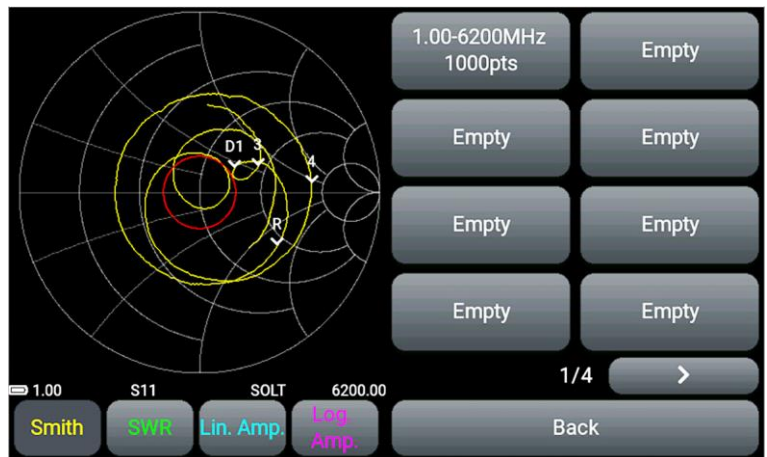 1.00-6200MHz
1000pts
Empty
Empty
Empty
Empty
Empty
Empty
Empty
D1 3
4
R
1/4 >
1.00 S11 SOLT 6200.00
Smith
SWR
Lin. Amp.
Log.
Amp.
Back